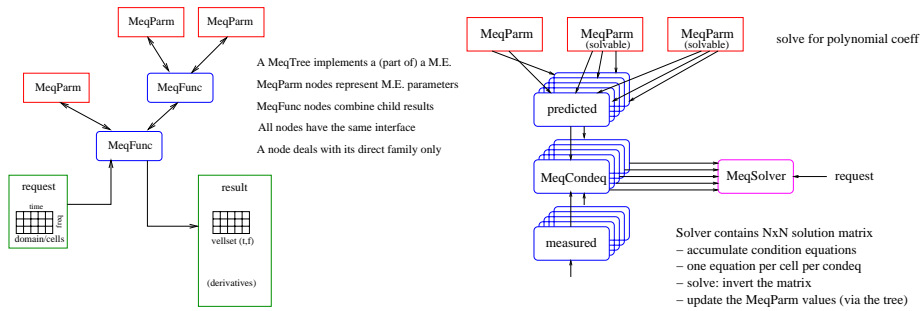 MeqParm
MeqParm
A MeqTree implements a (part of) a M.E.
MeqParm
MeqFunc
MeqParm nodes represent M.E. parameters
MeqFunc nodes combine child results
All nodes have the same interface
MeqFunc
A node deals with its direct family only
request
time
freq
domain/cells
result
vellset (t,f)
(derivatives)
MeqParm
MeqParm
(solvable)
MeqParm
(solvable)
solve for polynomial coeff
predicted
MeqCondeq
MeqSolver
request
measured
Solver contains NxN solution matrix
– accumulate condition equations
– one equation per cell per condeq
– solve: invert the matrix
– update the MeqParm values (via the tree)